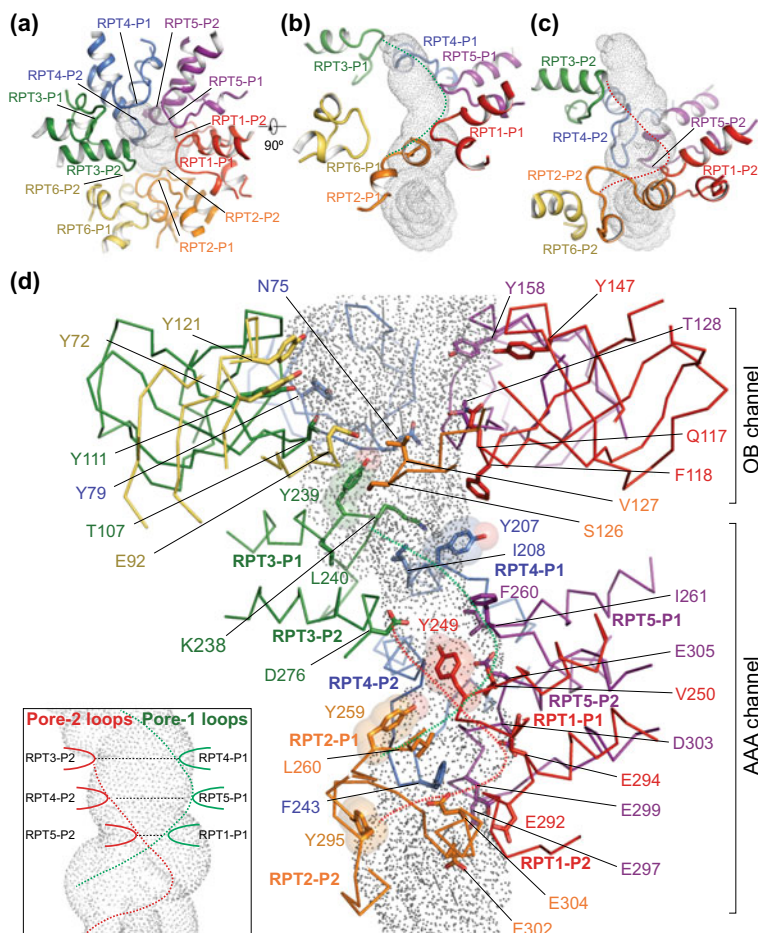 (a)
RPT4-P1
RPT5-P2
RPT4-P2
RPT5-P1
RPT3-P1
RPT1-P2
RPT1-P1
RPT3-P2
RPT6-P2
RPT2-P2
RPT6-P1
RPT2-P1
90º
(b)
RPT4-P1
RPT3-P1
RPT5-P1
RPT6-P1
RPT1-P1
RPT2-P1
(c)
RPT3-P2
RPT5-P2
RPT4-P2
RPT2-P2
RPT1-P2
RPT6-P2
(d)
N75
Y158
Y147
Y121
T128
Y72
Q117
Y111
F118
Y79
Y239
V127
T107
S126
E92
Y207
RPT3-P1
I208
L240
RPT4-P1
F260
I261
RPT3-P2
Y249
RPT5-P1
K238
E305
D276
RPT4-P2
RPT5-P2
V250
Y259
RPT1-P1
RPT2-P1
D303
L260
E294
F243
E299
E292
Y295
E297
RPT1-P2
RPT2-P2
E304
E302
OB channel
AAA channel
Pore-2 loops Pore-1 loops
RPT3-P2 RPT4-P1
RPT4-P2 RPT5-P1
RPT5-P2 RPT1-P1